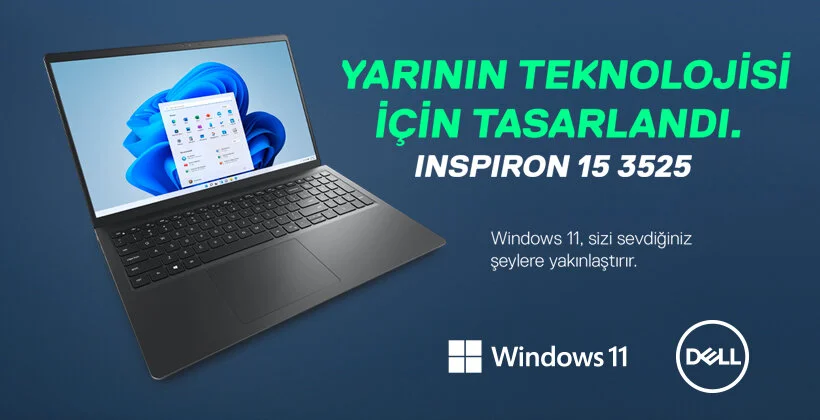 YARININ TEKNOLOJİSİ
İÇİN TASARLANDI.
INSPIRON 15 3525
Windows 11, sizi sevdiğiniz
şeylere yakınlaştırır.
Windows 11
DELL